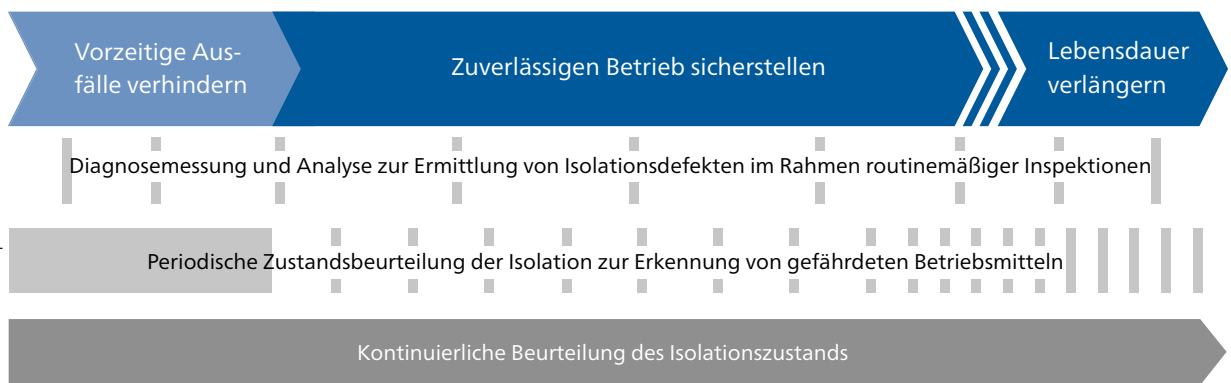 Vorzeitige Aus-
fälle verhindern
Zuverlässigen Betrieb sicherstellen
Lebensdauer
verlängern
Diagnosemessung und Analyse zur Ermittlung von Isolationsdefekten im Rahmen routinemäßiger Inspektionen
Periodische Zustandsbeurteilung der Isolation zur Erkennung von gefährdeten Betriebsmitteln
Kontinuierliche Beurteilung des Isolationszustands